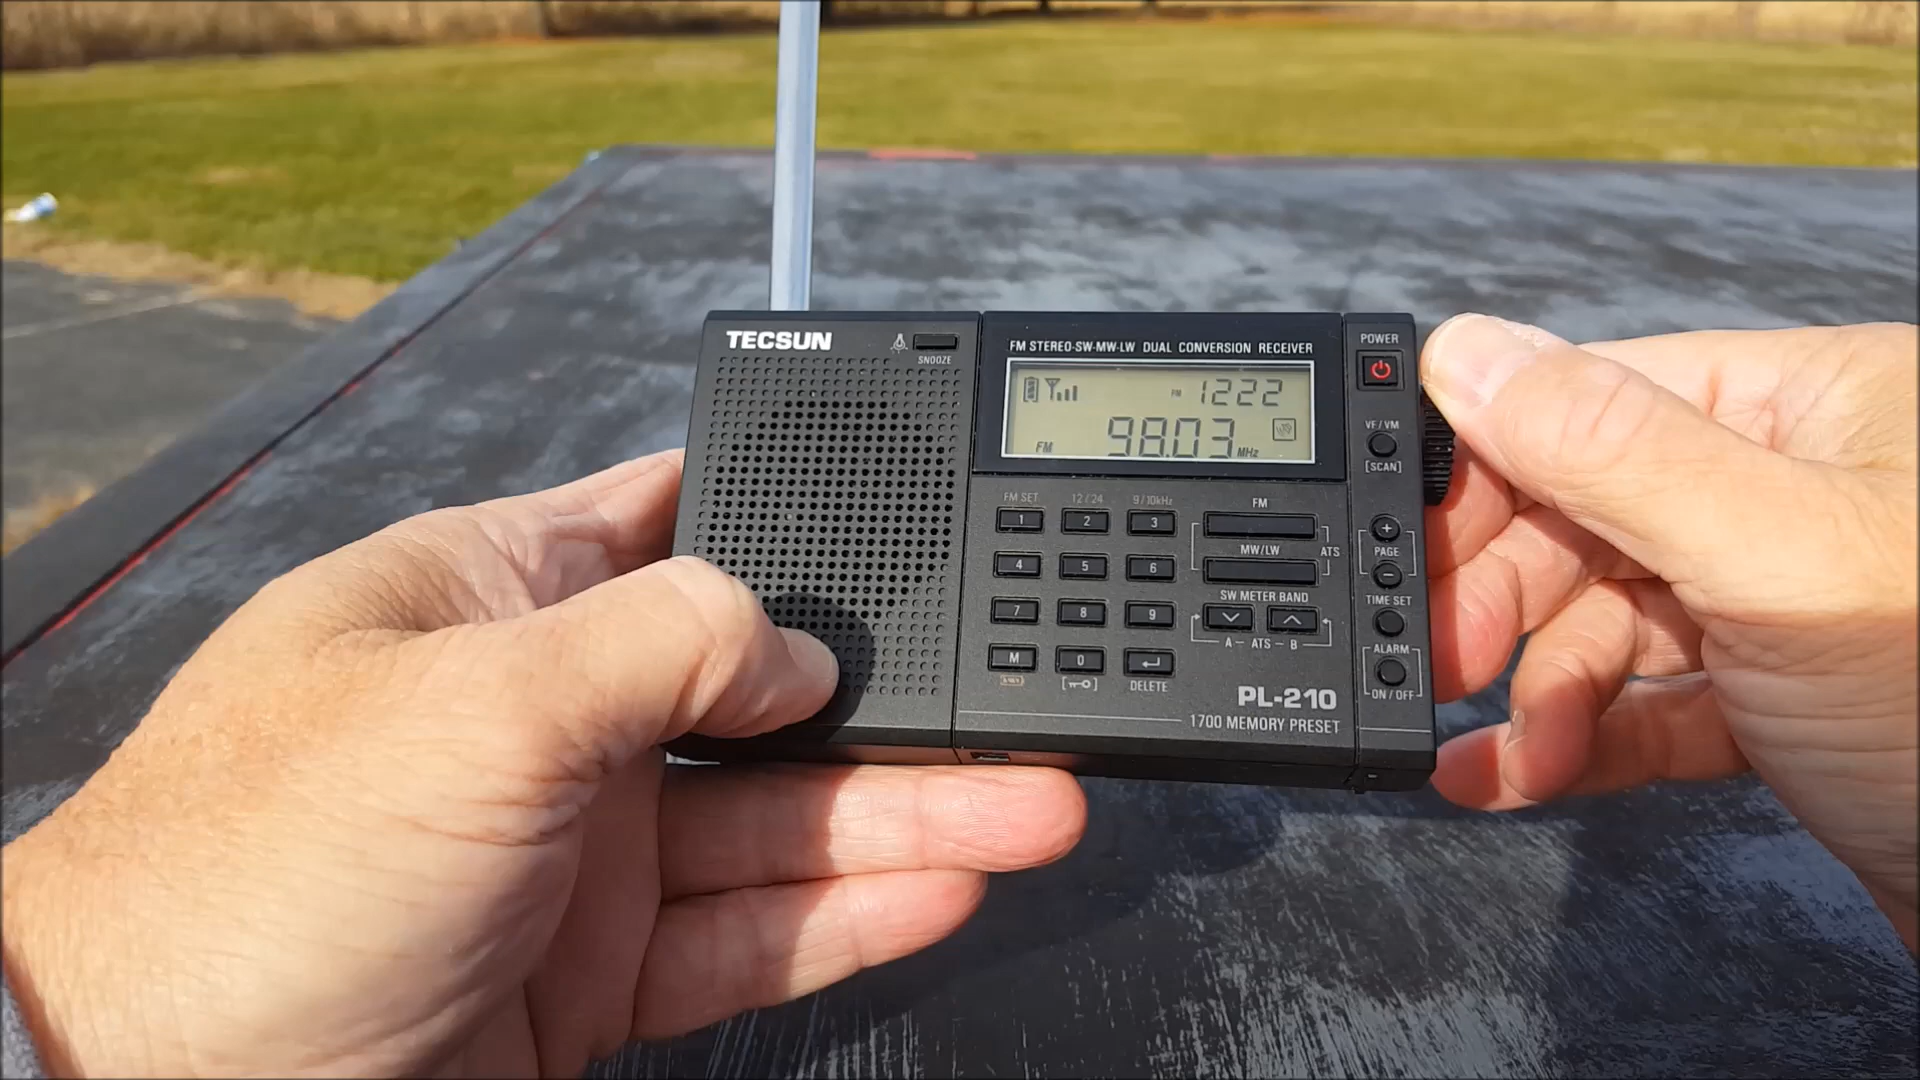 TECSUN
SNOOZE
FM STEREO-SW-MW-LW DUAL CONVERSION RECEIVER
FM 1222
FM 98.03 MHz
POWER
VF/VM
[SCAN]
FM SET 12/24 9/10kHz
1 2 3
4 5 6
7 8 9
M 0
DELETE
FM
MW/LW
ATS
SW METER BAND
A — ATS — B
+
PAGE
−
TIME SET
ALARM
ON/OFF
PL-210
1700 MEMORY PRESET